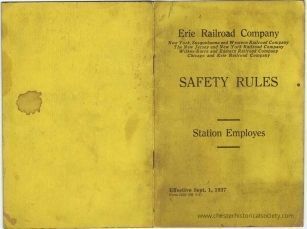 Erie Railroad Company
New York, Susquehanna and Western Railroad Company
The New Jersey and New York Railroad Company
Wilkes-Barre and Eastern Railroad Company
Chicago and Erie Railroad Company
SAFETY RULES
Station Employes
Effective Sept. 1, 1937
www.chesterhistoricalsociety.com